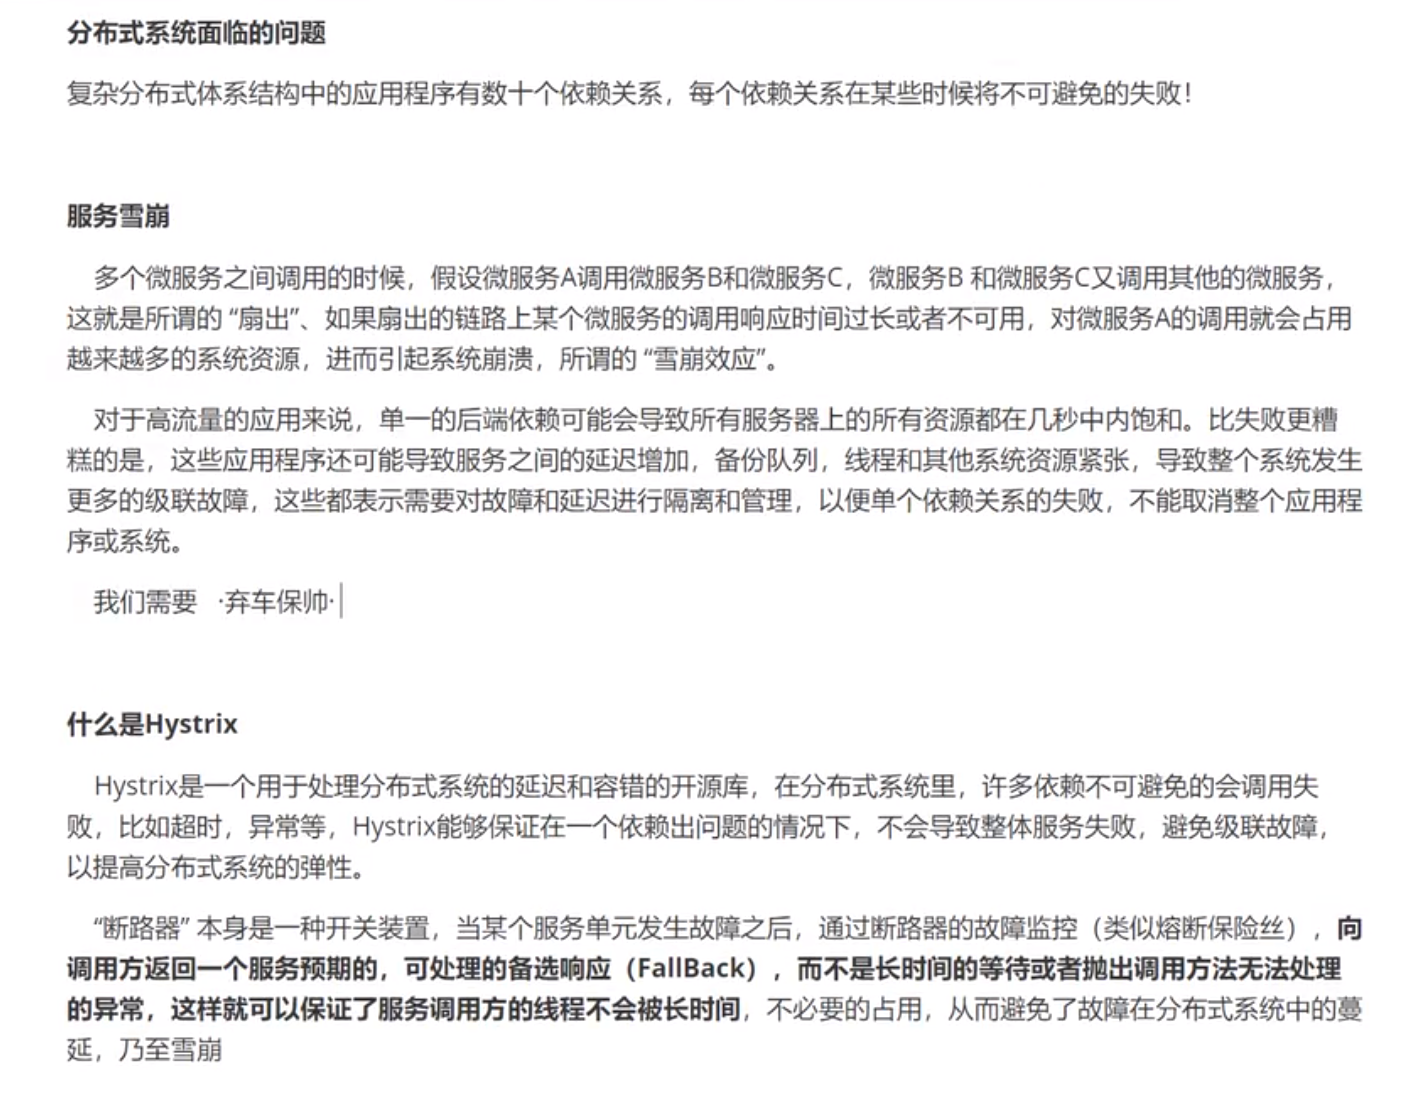 分布式系统面临的问题
复杂分布式体系结构中的应用程序有数十个依赖关系，每个依赖关系在某些时候将不可避免的失败！
服务雪崩
多个微服务之间调用的时候，假设微服务A调用微服务B和微服务C，微服务B 和微服务C又调用其他的微服务，
这就是所谓的 “扇出”、如果扇出的链路上某个微服务的调用响应时间过长或者不可用，对微服务A的调用就会占用
越来越多的系统资源，进而引起系统崩溃，所谓的 “雪崩效应”。
对于高流量的应用来说，单一的后端依赖可能会导致所有服务器上的所有资源都在几秒中内饱和。比失败更糟
糕的是，这些应用程序还可能导致服务之间的延迟增加，备份队列，线程和其他系统资源紧张，导致整个系统发生
更多的级联故障，这些都表示需要对故障和延迟进行隔离和管理，以便单个依赖关系的失败，不能取消整个应用程
序或系统。
我们需要 ·弃车保帅·
什么是Hystrix
Hystrix是一个用于处理分布式系统的延迟和容错的开源库，在分布式系统里，许多依赖不可避免的会调用失
败，比如超时，异常等，Hystrix能够保证在一个依赖出问题的情况下，不会导致整体服务失败，避免级联故障，
以提高分布式系统的弹性。
“断路器” 本身是一种开关装置，当某个服务单元发生故障之后，通过断路器的故障监控（类似熔断保险丝），向
调用方返回一个服务预期的，可处理的备选响应（FallBack），而不是长时间的等待或者抛出调用方法无法处理
的异常，这样就可以保证了服务调用方的线程不会被长时间，不必要的占用，从而避免了故障在分布式系统中的蔓
延，乃至雪崩